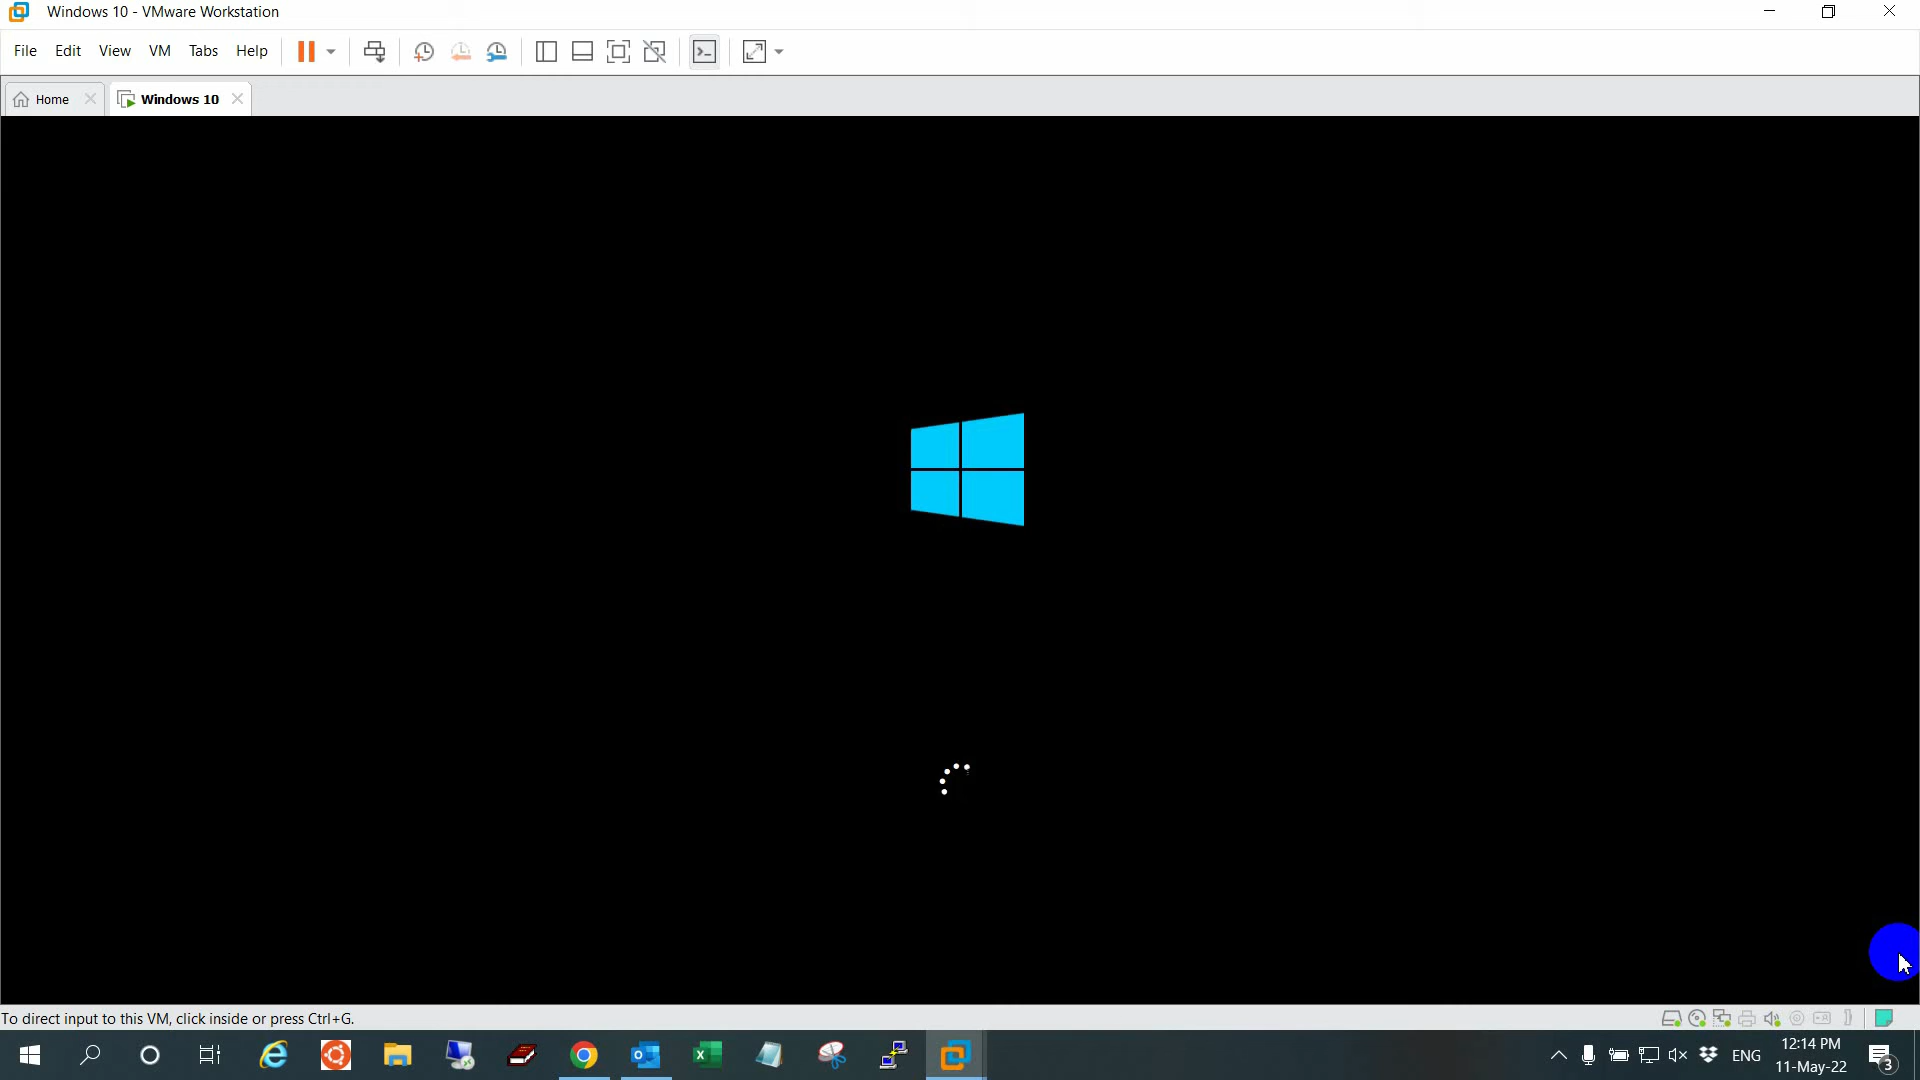 Windows 10 - VMware Workstation
File Edit View VM Tabs Help
Home Windows 10
To direct input to this VM, click inside or press Ctrl+G.
ENG
12:14 PM
11-May-22
3